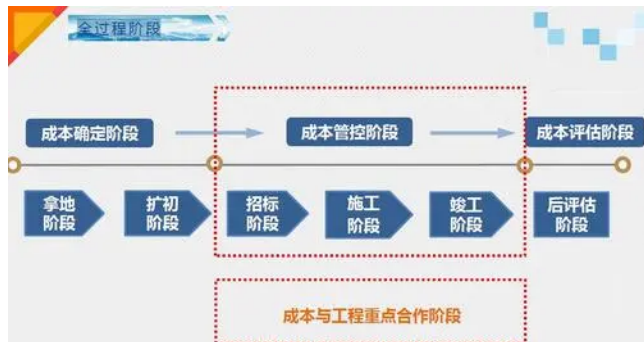 全过程阶段
成本确定阶段
成本管控阶段
成本评估阶段
拿地
阶段
扩初
阶段
招标
阶段
施工
阶段
竣工
阶段
后评估
阶段
成本与工程重点合作阶段